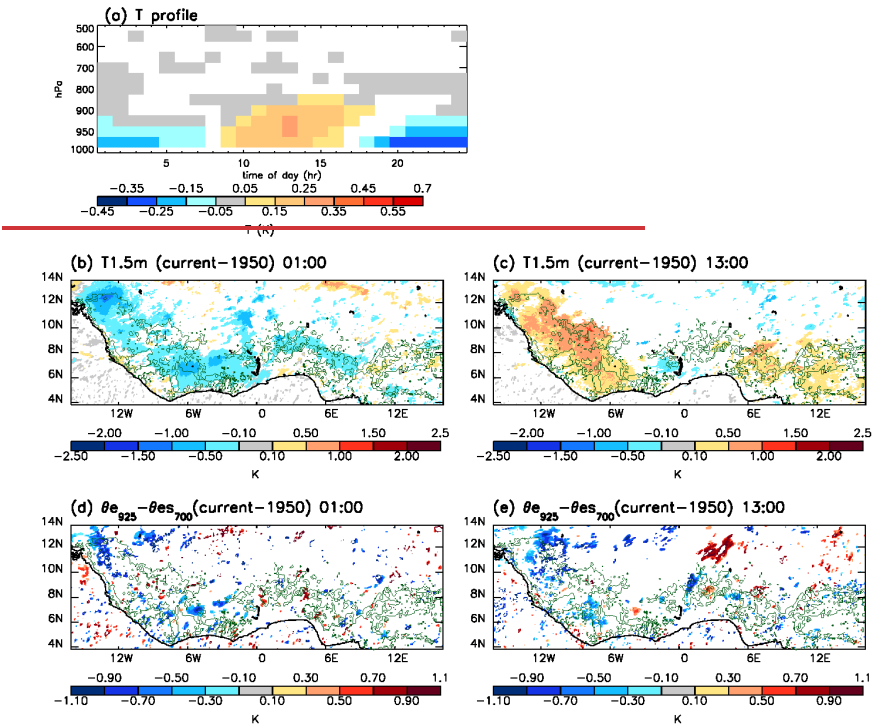 (a) T profile
500
600
700
800
900
950
1000
hPa
5 10 15 20
time of day (hr)
-0.35 -0.15 0.05 0.25 0.45 0.7
-0.45 -0.25 -0.05 0.15 0.35 0.55
T (K)
(b) T1.5m (current-1950) 01:00
14N
12N
10N
8N
6N
4N
12W 6W 0 6E 12E
-2.00 -1.00 -0.10 0.50 1.50 2.5
-2.50 -1.50 -0.50 0.10 1.00 2.00
K
(c) T1.5m (current-1950) 13:00
14N
12N
10N
8N
6N
4N
12W 6W 0 6E 12E
-2.00 -1.00 -0.10 0.50 1.50 2.5
-2.50 -1.50 -0.50 0.10 1.00 2.00
K
(d) θe925-θes700(current-1950) 01:00
14N
12N
10N
8N
6N
4N
12W 6W 0 6E 12E
-0.90 -0.50 -0.10 0.30 0.70 1.1
-1.10 -0.70 -0.30 0.10 0.50 0.90
K
(e) θe925-θes700(current-1950) 13:00
14N
12N
10N
8N
6N
4N
12W 6W 0 6E 12E
-0.90 -0.50 -0.10 0.30 0.70 1.1
-1.10 -0.70 -0.30 0.10 0.50 0.90
K